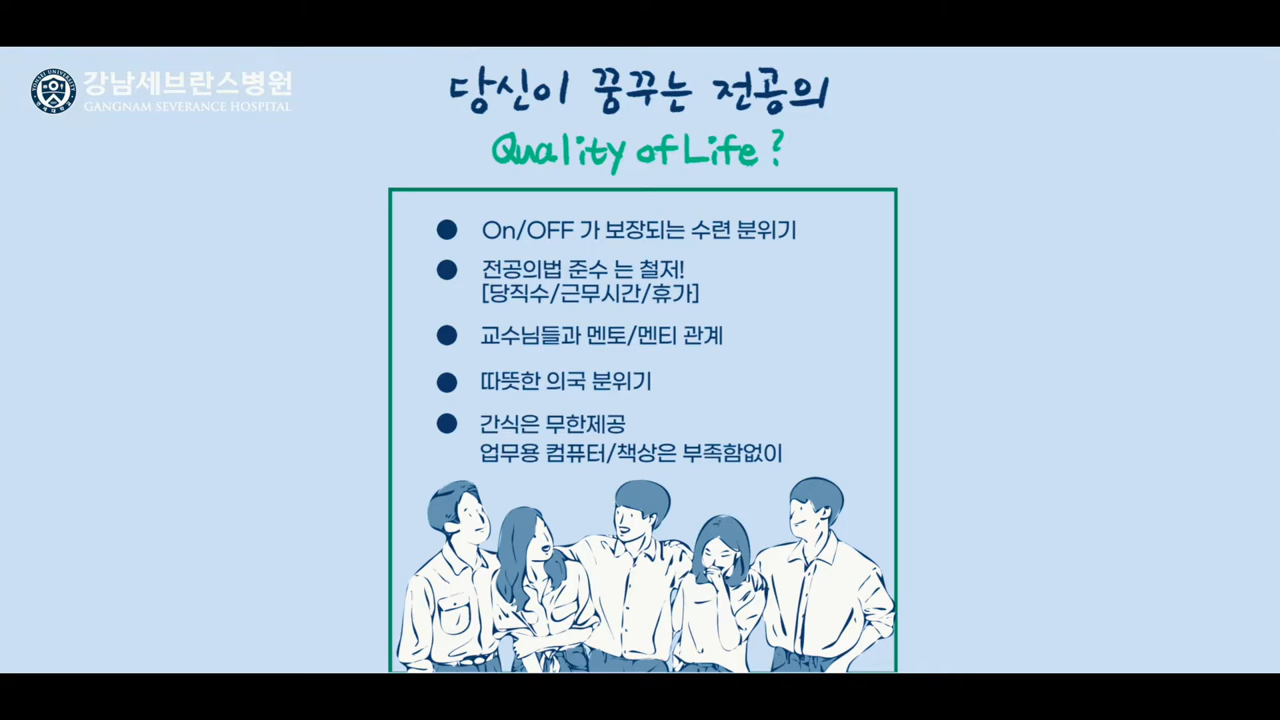 강남세브란스병원
GANGNAM SEVERANCE HOSPITAL
당신이 꿈꾸는 전공의
Quality of Life?
On/OFF 가 보장되는 수련 분위기
전공의법 준수 는 철저!
[당직수/근무시간/휴가]
교수님들과 멘토/멘티 관계
따뜻한 의국 분위기
간식은 무한제공
업무용 컴퓨터/책상은 부족함없이